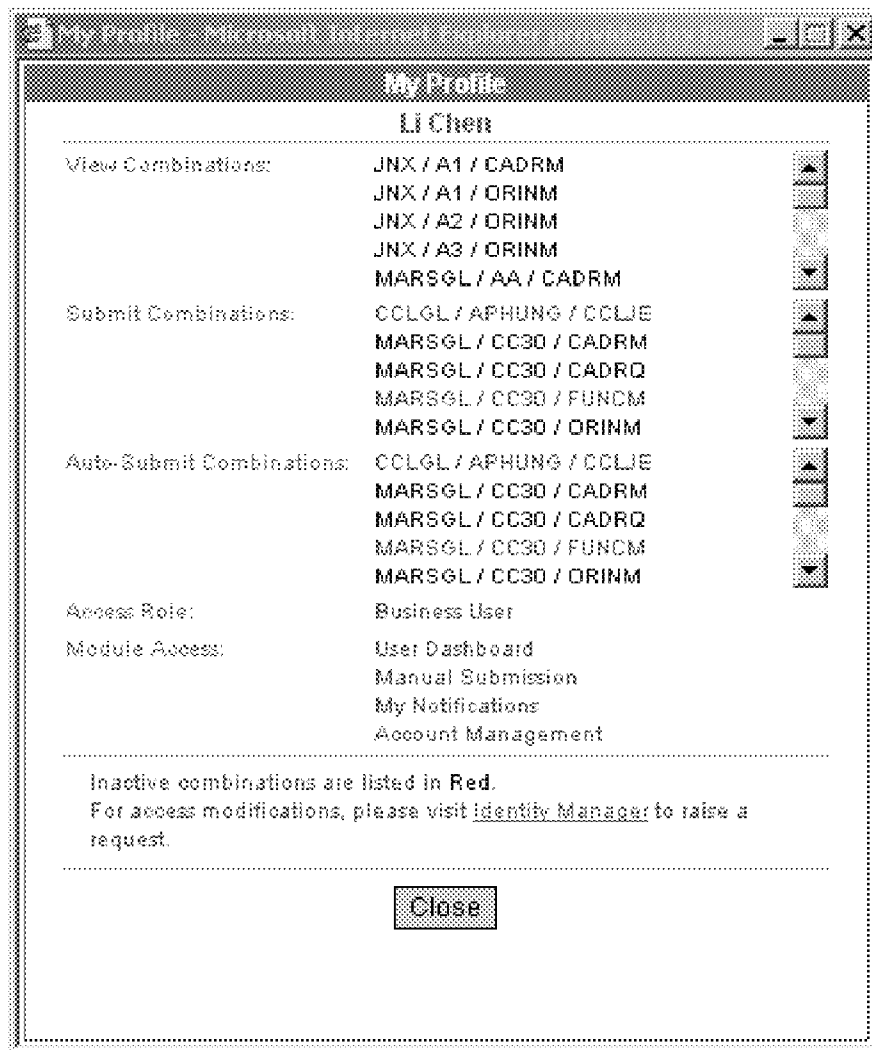 My Profile - Microsoft Internet
My Profile
Li Chen
View Combinations: JNX / A1 / CADRM
JNX / A1 / ORINM
JNX / A2 / ORINM
JNX / A3 / ORINM
MARSGL / AA / CADRM
Submit Combinations: CCLGL / APHUNG / CCLJE
MARSGL / CC30 / CADRM
MARSGL / CC30 / CADRQ
MARSGL / CC30 / FUNCM
MARSGL / CC30 / ORINM
Auto-Submit Combinations: CCLGL / APHUNG / CCLJE
MARSGL / CC30 / CADRM
MARSGL / CC30 / CADRQ
MARSGL / CC30 / FUNCM
MARSGL / CC30 / ORINM
Access Role: Business User
Module Access: User Dashboard
Manual Submission
My Notifications
Account Management
Inactive combinations are listed in Red.
For access modifications, please visit Identity Manager to raise a
request.
Close